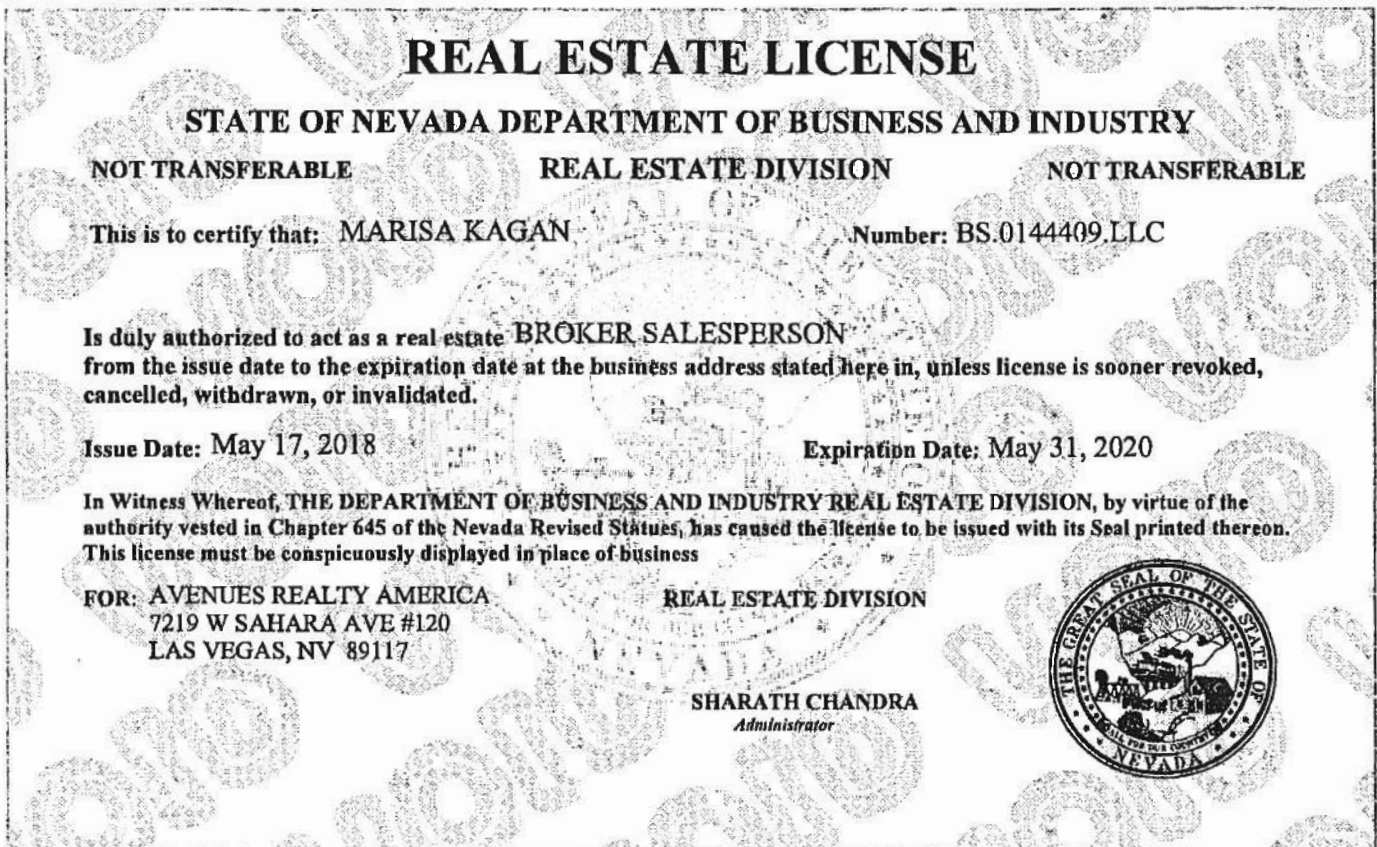 REAL ESTATE LICENSE
STATE OF NEVADA DEPARTMENT OF BUSINESS AND INDUSTRY
NOT TRANSFERABLE REAL ESTATE DIVISION NOT TRANSFERABLE
This is to certify that: MARISA KAGAN Number: BS.0144409.LLC
Is duly authorized to act as a real estate BROKER SALESPERSON
from the issue date to the expiration date at the business address stated here in, unless license is sooner revoked,
cancelled, withdrawn, or invalidated.
Issue Date: May 17, 2018 Expiration Date: May 31, 2020
In Witness Whereof, THE DEPARTMENT OF BUSINESS AND INDUSTRY REAL ESTATE DIVISION, by virtue of the
authority vested in Chapter 645 of the Nevada Revised Statues, has caused the license to be issued with its Seal printed thereon.
This license must be conspicuously displayed in place of business
FOR: AVENUES REALTY AMERICA REAL ESTATE DIVISION
7219 W SAHARA AVE #120
LAS VEGAS, NV 89117
SHARATH CHANDRA
Administrator
THE GREAT SEAL OF THE STATE OF
ALL FOR OUR COUNTRY
NEVADA